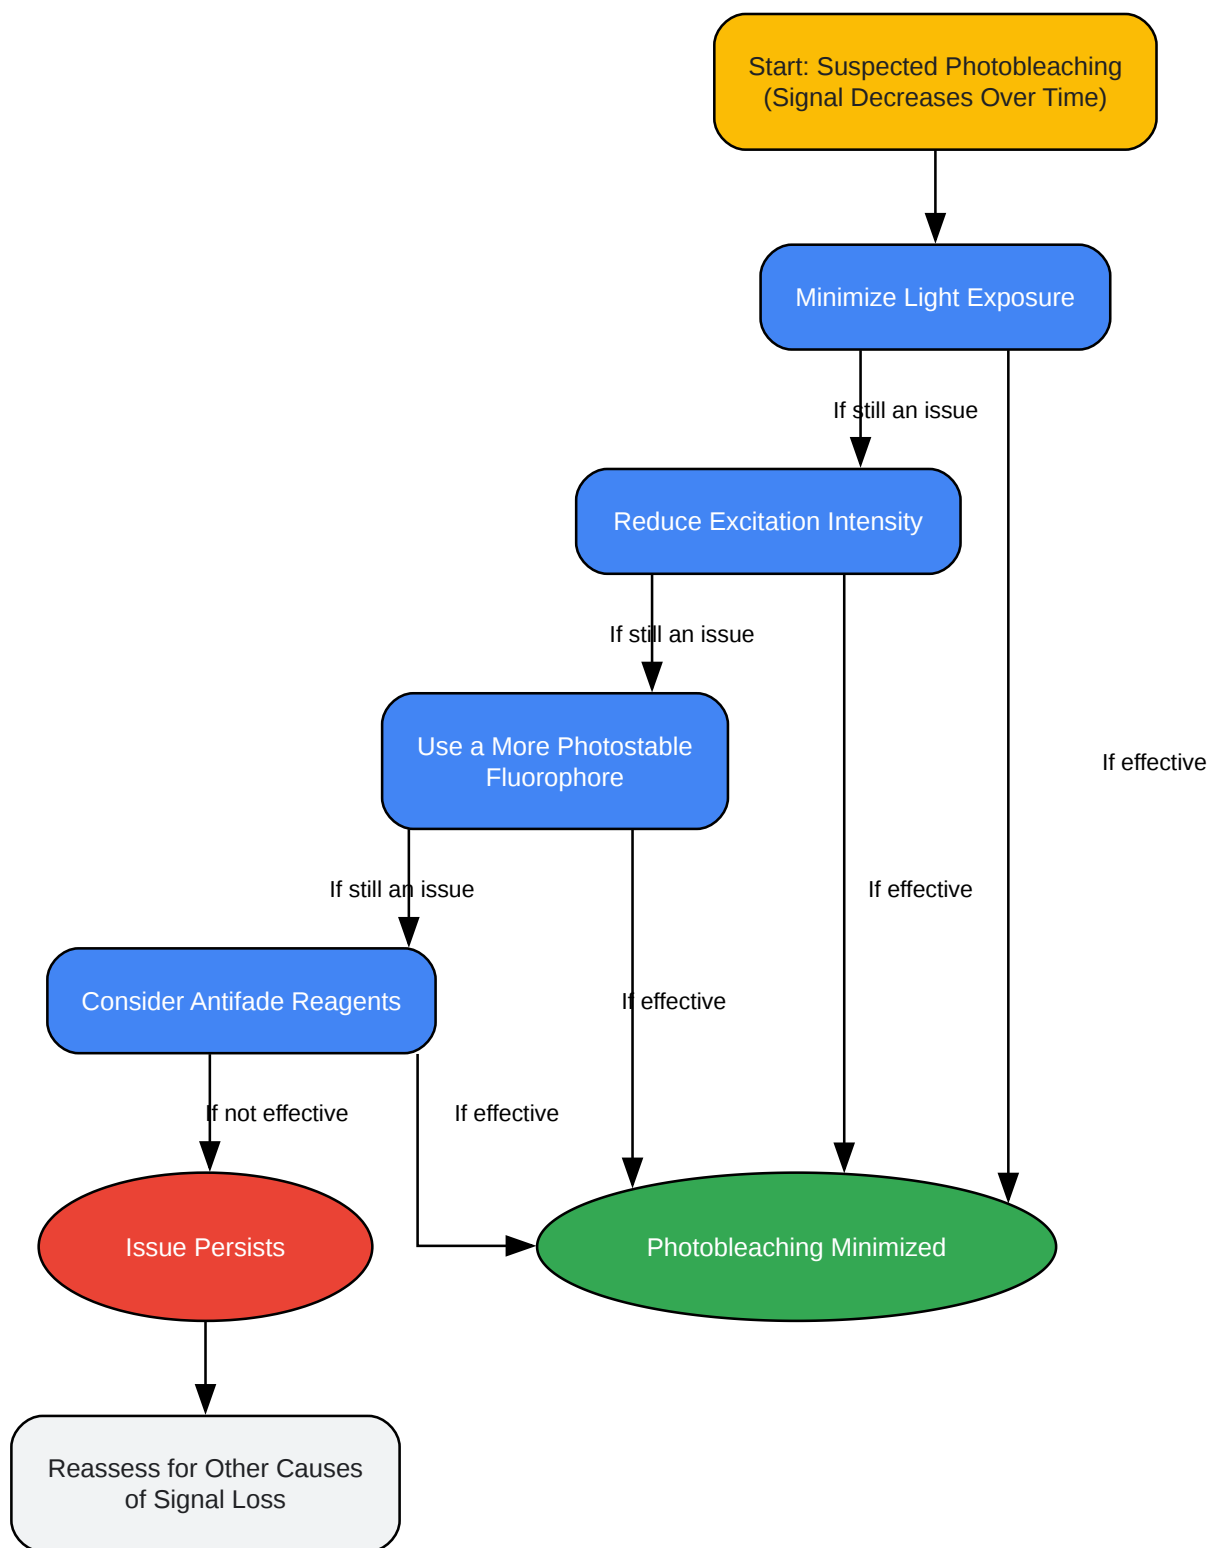 Start: Suspected Photobleaching
(Signal Decreases Over Time)
Minimize Light Exposure
If still an issue
Reduce Excitation Intensity
If still an issue
Use a More Photostable
Fluorophore
If effective
If still an issue
If effective
Consider Antifade Reagents
If effective
If not effective
If effective
Issue Persists
Photobleaching Minimized
Reassess for Other Causes
of Signal Loss